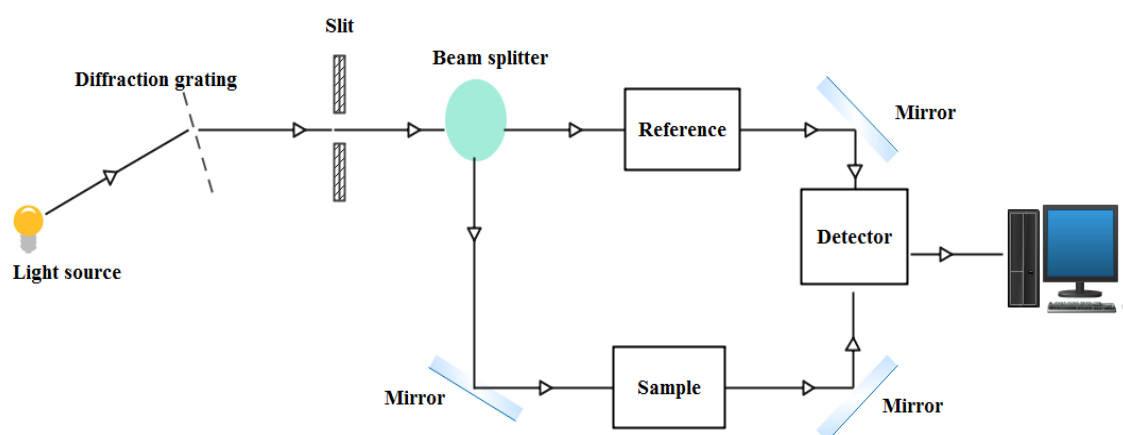 Slit
Beam splitter
Diffraction grating
Mirror
Reference
Detector
Light source
Sample
Mirror
Mirror